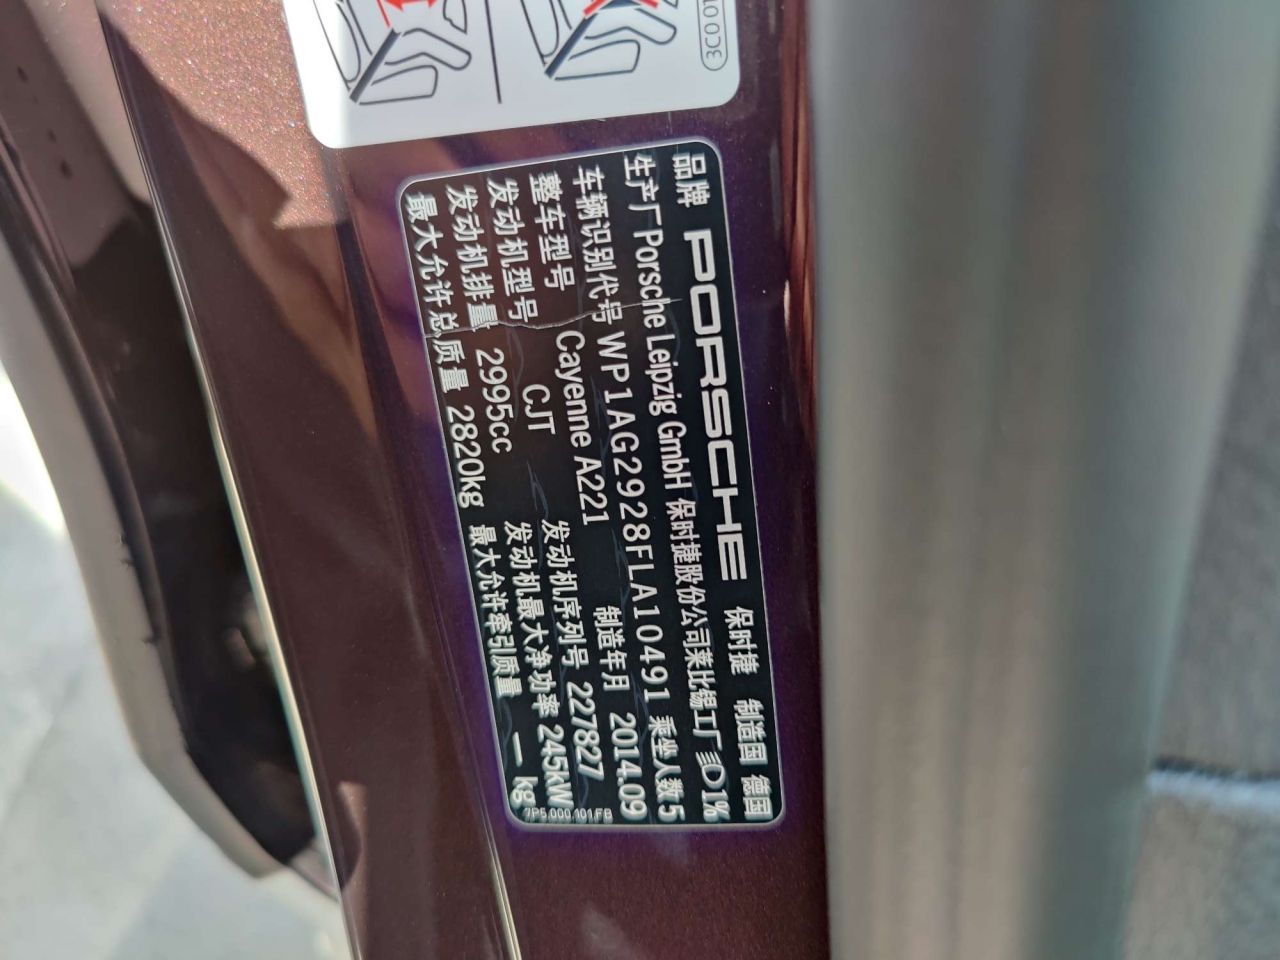 3C00T
品牌 PORSCHE 保时捷 制造国 德国
生产厂 Porsche Leipzig GmbH 保时捷股份公司莱比锡工厂 D1%
车辆识别代号 WP1AG2928FLA10491 乘坐人数 5
整车型号 Cayenne A221 制造年月 2014.09
发动机型号 CJT 发动机序列号 227827
发动机排量 2995cc 发动机最大净功率 245kW
最大允许总质量 2820kg 最大允许牵引质量 — kg
7P5.000.101.FB